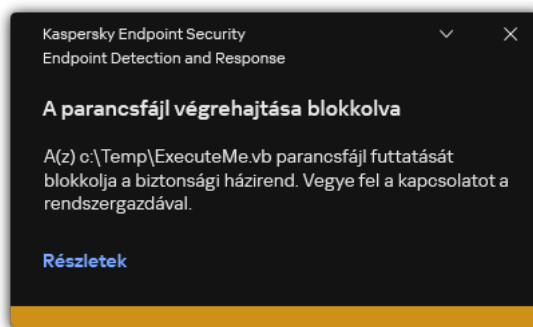 Kaspersky Endpoint Security
Endpoint Detection and Response
A parancsfájl végrehajtása blokkolva
A(z) c:\Temp\ExecuteMe.vb parancsfájl futtatását
blokkolja a biztonsági házirend. Vegye fel a kapcsolatot a
rendszergazdával.
Részletek